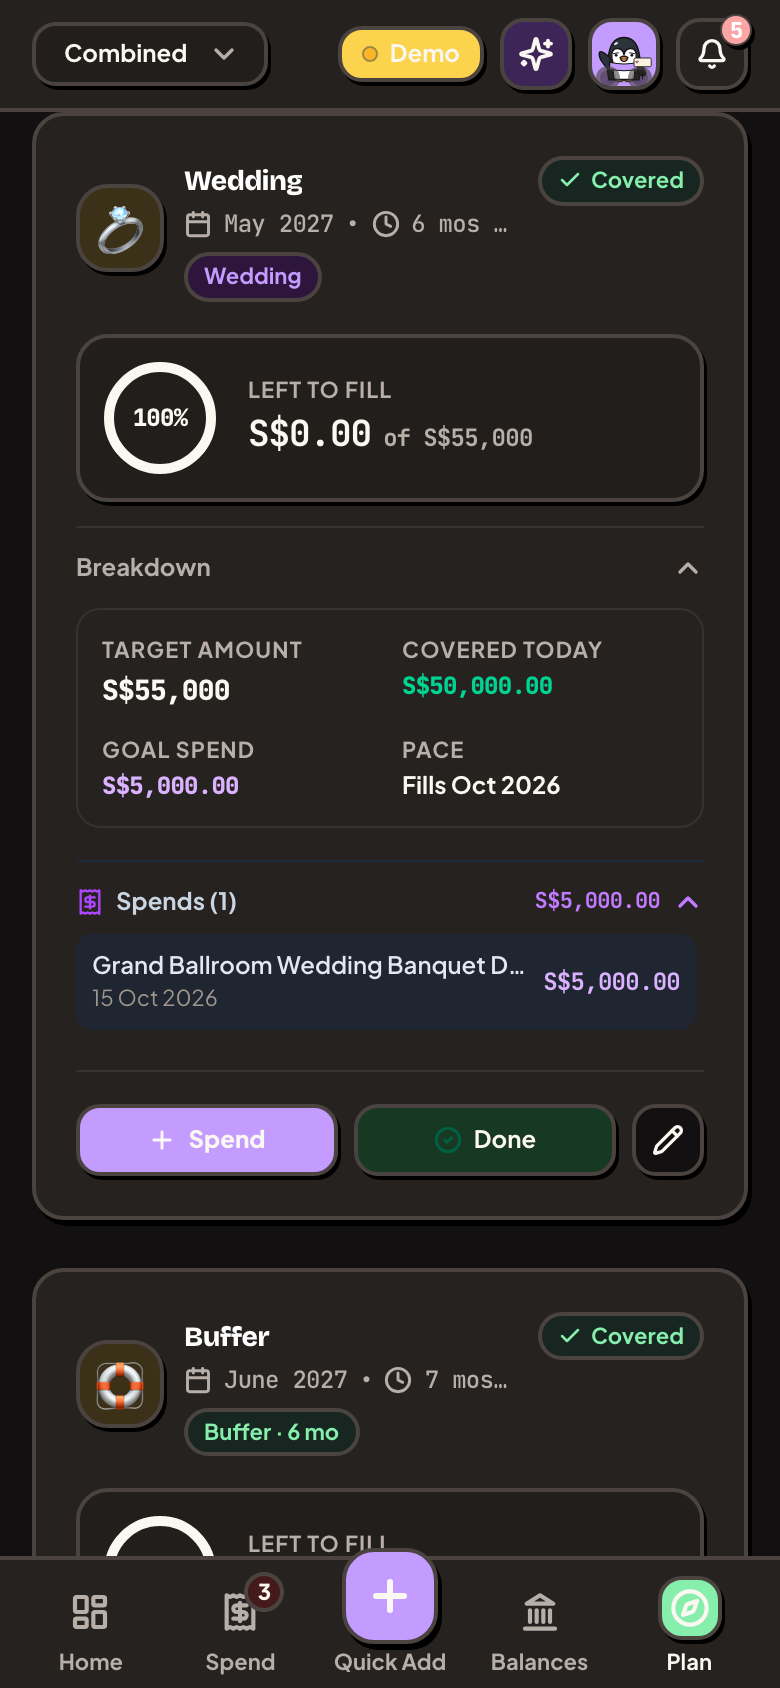 Combined
Demo
5
Wedding
Covered
May 2027 • 6 mos …
Wedding
100%
LEFT TO FILL
S$0.00 of S$55,000
Breakdown
TARGET AMOUNT
COVERED TODAY
S$55,000
S$50,000.00
GOAL SPEND
PACE
S$5,000.00
Fills Oct 2026
Spends (1)
S$5,000.00
Grand Ballroom Wedding Banquet D…
S$5,000.00
15 Oct 2026
Spend
Done
Buffer
Covered
June 2027 • 7 mos…
Buffer · 6 mo
LEFT TO FILL
3
Home
Spend
Quick Add
Balances
Plan